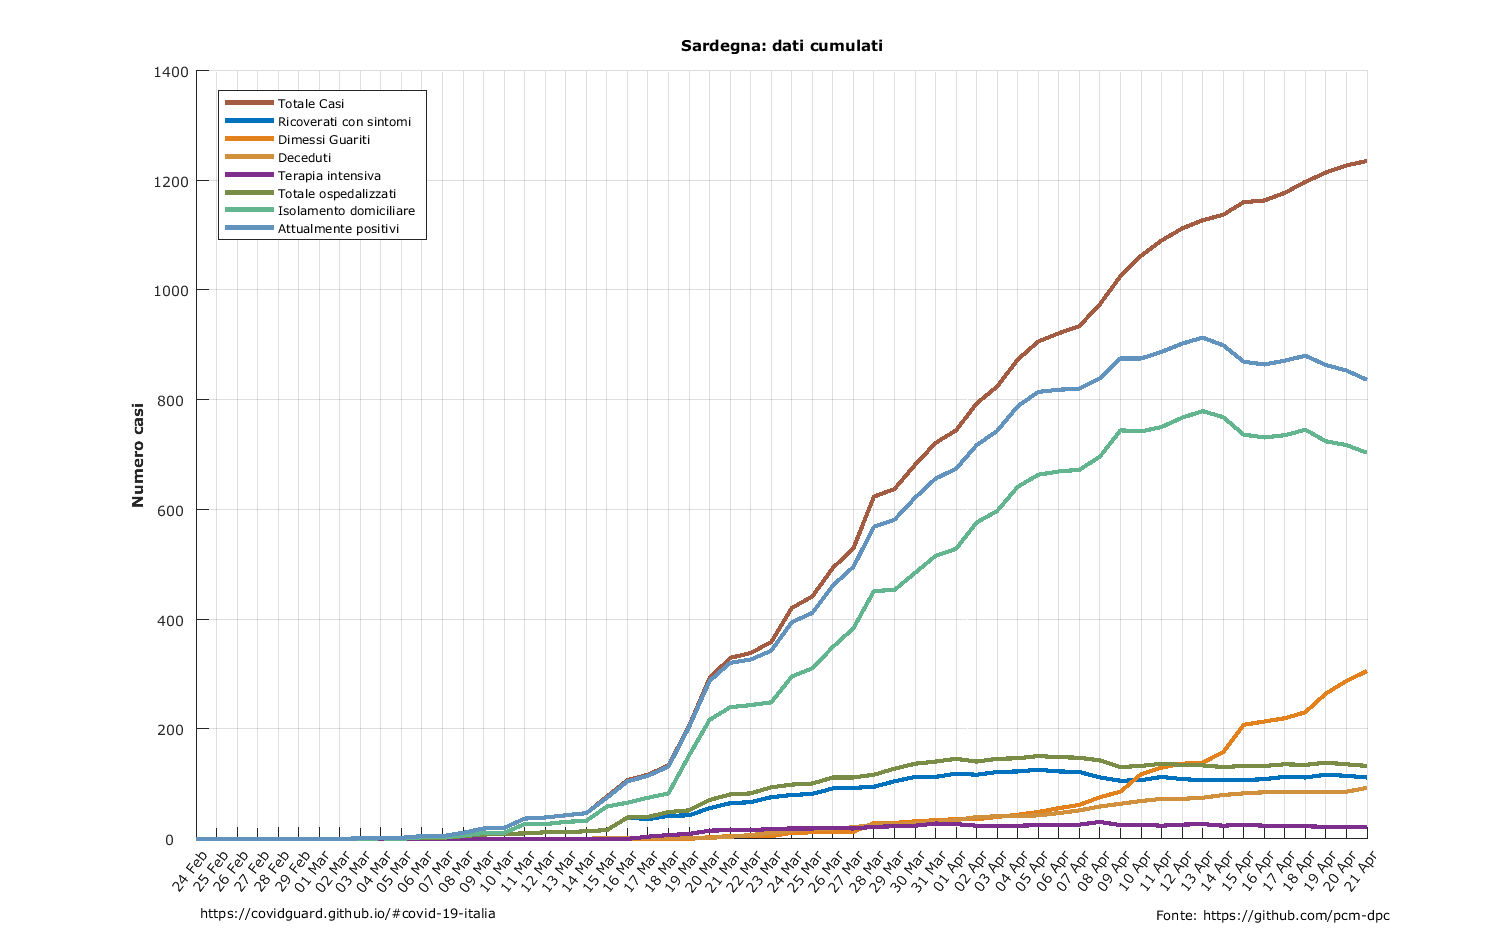 Sardegna: dati cumulati
1400
1200
1000
800
600
400
200
0
Numero casi
Totale Casi
Ricoverati con sintomi
Dimessi Guariti
Deceduti
Terapia intensiva
Totale ospedalizzati
Isolamento domiciliare
Attualmente positivi
24 Feb
25 Feb
26 Feb
27 Feb
28 Feb
29 Feb
01 Mar
02 Mar
03 Mar
04 Mar
05 Mar
06 Mar
07 Mar
08 Mar
09 Mar
10 Mar
11 Mar
12 Mar
13 Mar
14 Mar
15 Mar
16 Mar
17 Mar
18 Mar
19 Mar
20 Mar
21 Mar
22 Mar
23 Mar
24 Mar
25 Mar
26 Mar
27 Mar
28 Mar
29 Mar
30 Mar
31 Mar
01 Apr
02 Apr
03 Apr
04 Apr
05 Apr
06 Apr
07 Apr
08 Apr
09 Apr
10 Apr
11 Apr
12 Apr
13 Apr
14 Apr
15 Apr
16 Apr
17 Apr
18 Apr
19 Apr
20 Apr
21 Apr
https://covidguard.github.io/#covid-19-italia
Fonte: https://github.com/pcm-dpc